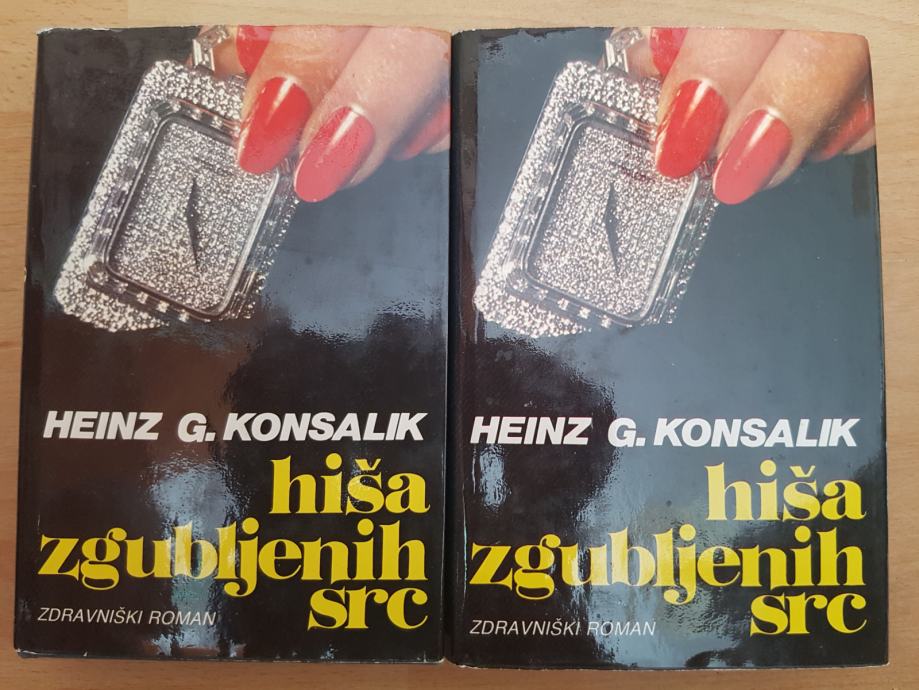 HEINZ G. KONSALIK
hiša
zgubljenih
src
ZDRAVNIŠKI ROMAN
HEINZ G. KONSALIK
hiša
zgubljenih
src
ZDRAVNIŠKI ROMAN